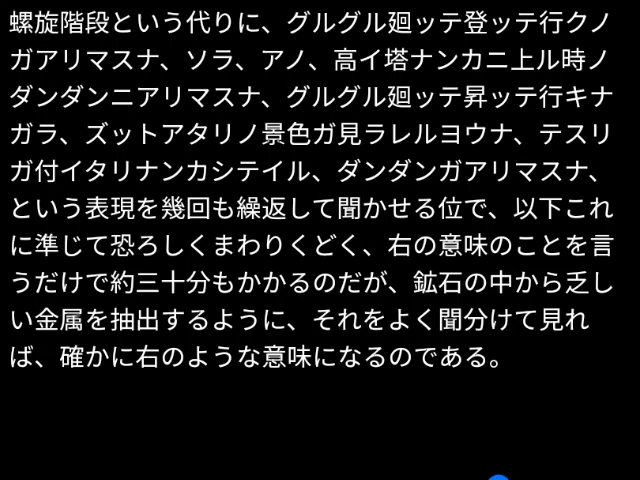 螺旋階段という代りに、グルグル廻ッテ登ッテ行クノ
ガアリマスナ、ソラ、アノ、高イ塔ナンカニ上ル時ノ
ダンダンニアリマスナ、グルグル廻ッテ昇ッテ行キナ
ガラ、ズットアタリノ景色ガ見ラレルヨウナ、テスリ
ガ付イタリナンカシテイル、ダンダンガアリマスナ、
という表現を幾回も繰返して聞かせる位で、以下これ
に準じて恐ろしくまわりくどく、右の意味のことを言
うだけで約三十分もかかるのだが、鉱石の中から乏し
い金属を抽出するように、それをよく聞分けて見れ
ば、確かに右のような意味になるのである。